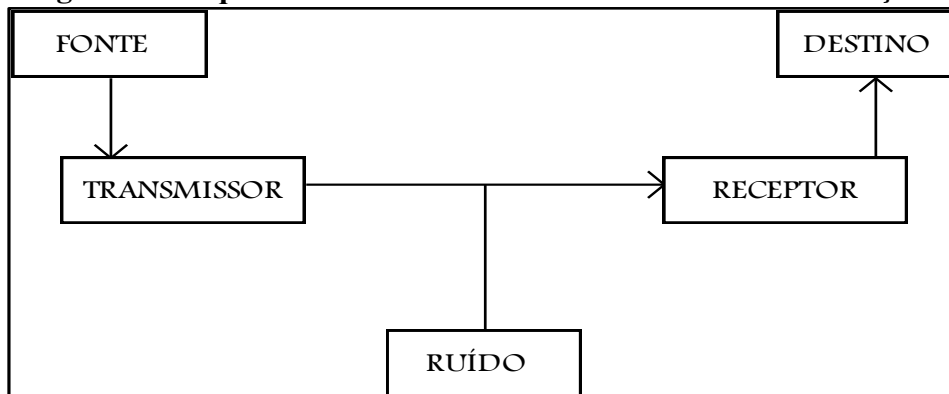 FONTE
DESTINO
TRANSMISSOR
RECEPTOR
RUÍDO